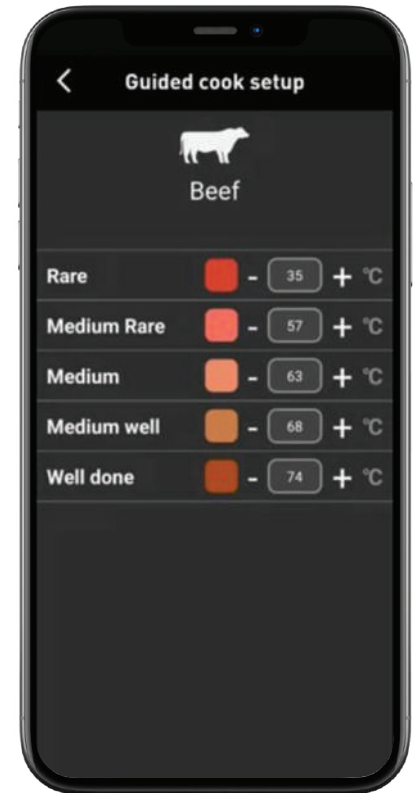 Guided cook setup
Beef
Rare - 35 + °C
Medium Rare - 57 + °C
Medium - 63 + °C
Medium well - 68 + °C
Well done - 74 + °C